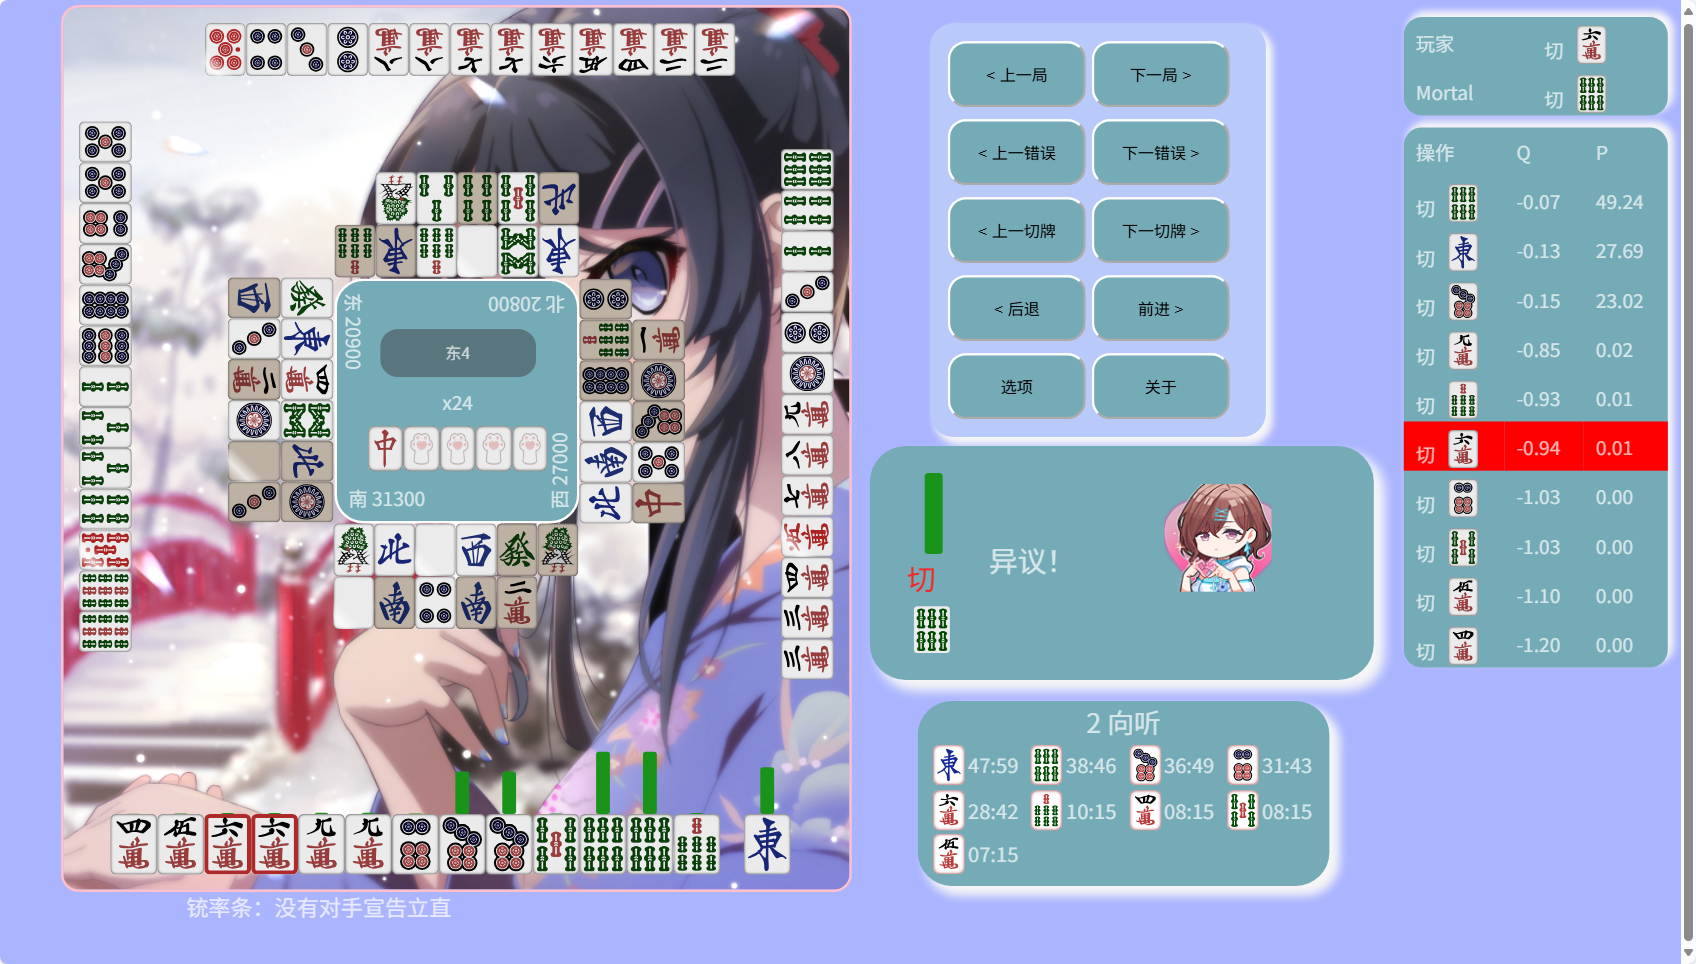 东 20900
北 20800
东4
x24
南 31300
西 27000
铳率条：没有对手宣告立直
< 上一局
下一局 >
< 上一错误
下一错误 >
< 上一切牌
下一切牌 >
< 后退
前进 >
选项
关于
切
异议！
2 向听
47:59
38:46
36:49
31:43
28:42
10:15
08:15
08:15
07:15
玩家 切
Mortal 切
操作 Q P
切 -0.07 49.24
切 -0.13 27.69
切 -0.15 23.02
切 -0.85 0.02
切 -0.93 0.01
切 -0.94 0.01
切 -1.03 0.00
切 -1.03 0.00
切 -1.10 0.00
切 -1.20 0.00